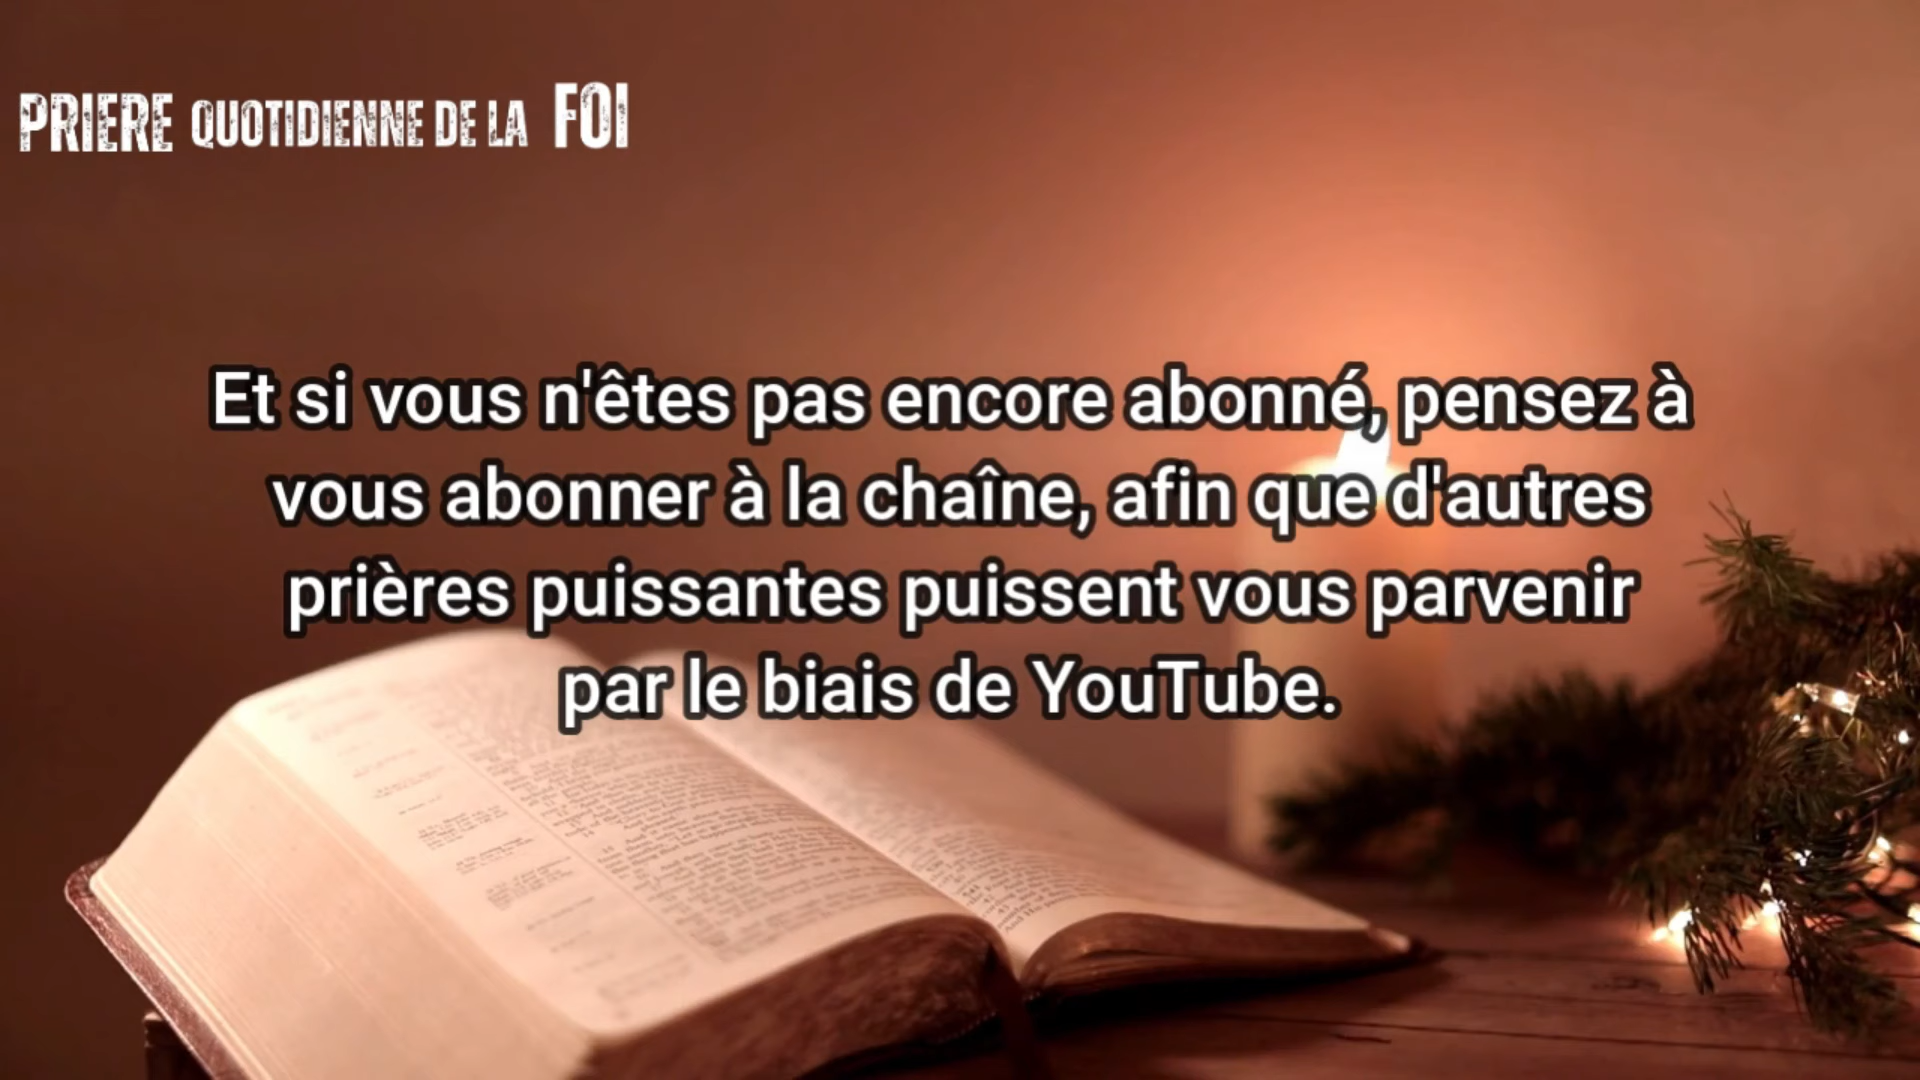 PRIERE QUOTIDIENNE DE LA FOI
Et si vous n'êtes pas encore abonné, pensez à
vous abonner à la chaîne, afin que d'autres
prières puissantes puissent vous parvenir
par le biais de YouTube.